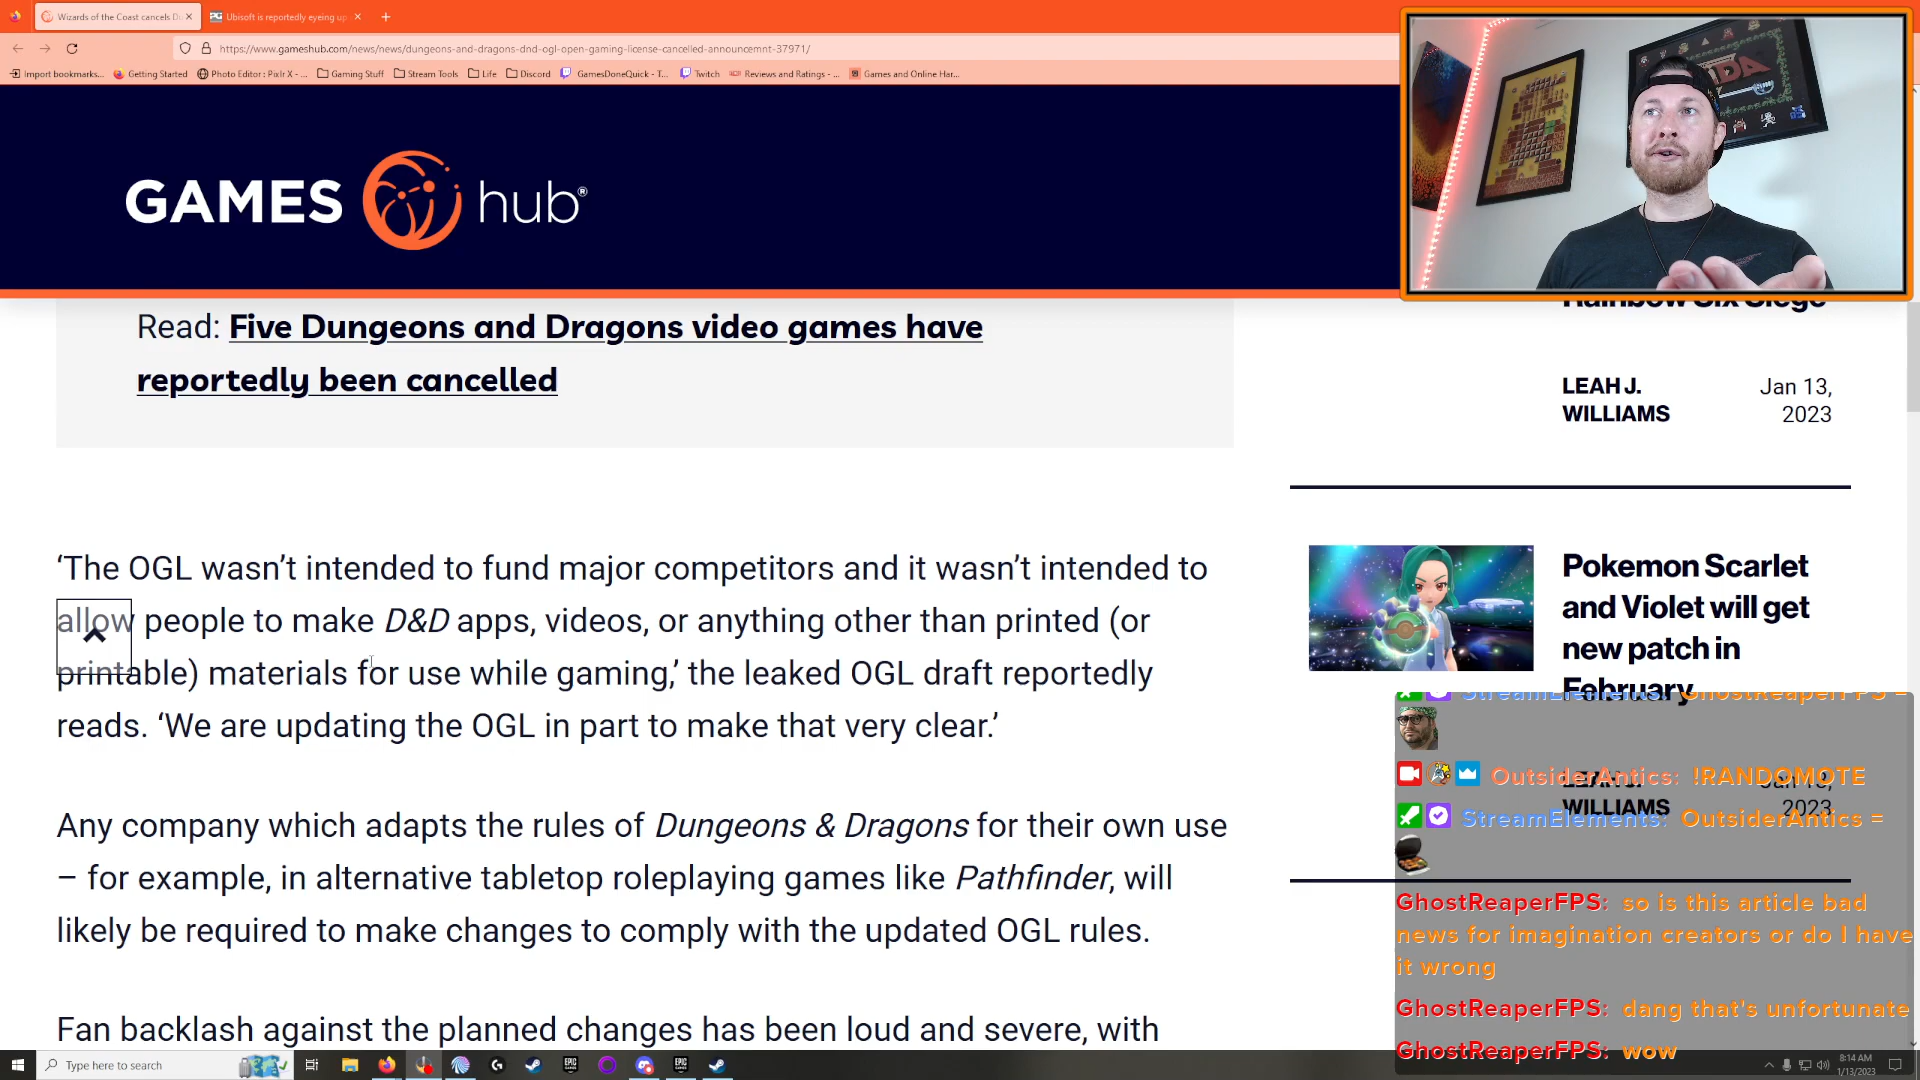 Wizards of the Coast cancels Du
Ubisoft is reportedly eyeing up
https://www.gameshub.com/news/news/dungeons-and-dragons-dnd-ogl-open-gaming-license-cancelled-announcemnt-37971/
Import bookmarks...
Getting Started
Photo Editor : Pixlr X - ...
Gaming Stuff
Stream Tools
Life
Discord
GamesDoneQuick - T...
Twitch
Reviews and Ratings - ...
Games and Online Har...
GAMES hub®
Read: Five Dungeons and Dragons video games have
reportedly been cancelled
‘The OGL wasn’t intended to fund major competitors and it wasn’t intended to
allow people to make D&D apps, videos, or anything other than printed (or
printable) materials for use while gaming,’ the leaked OGL draft reportedly
reads. ‘We are updating the OGL in part to make that very clear.’
Any company which adapts the rules of Dungeons & Dragons for their own use
– for example, in alternative tabletop roleplaying games like Pathfinder, will
likely be required to make changes to comply with the updated OGL rules.
Fan backlash against the planned changes has been loud and severe, with
Rainbow Six Siege
LEAH J.
WILLIAMS
Jan 13,
2023
Pokemon Scarlet
and Violet will get
new patch in
February
LEAH J.
WILLIAMS
Jan 13,
2023
StreamElements: GhostReaperFPS =
OutsiderAntics: !RANDOMOTE
StreamElements: OutsiderAntics =
GhostReaperFPS: so is this article bad
news for imagination creators or do I have
it wrong
GhostReaperFPS: dang that's unfortunate
GhostReaperFPS: wow
Type here to search
8:14 AM
1/13/2023